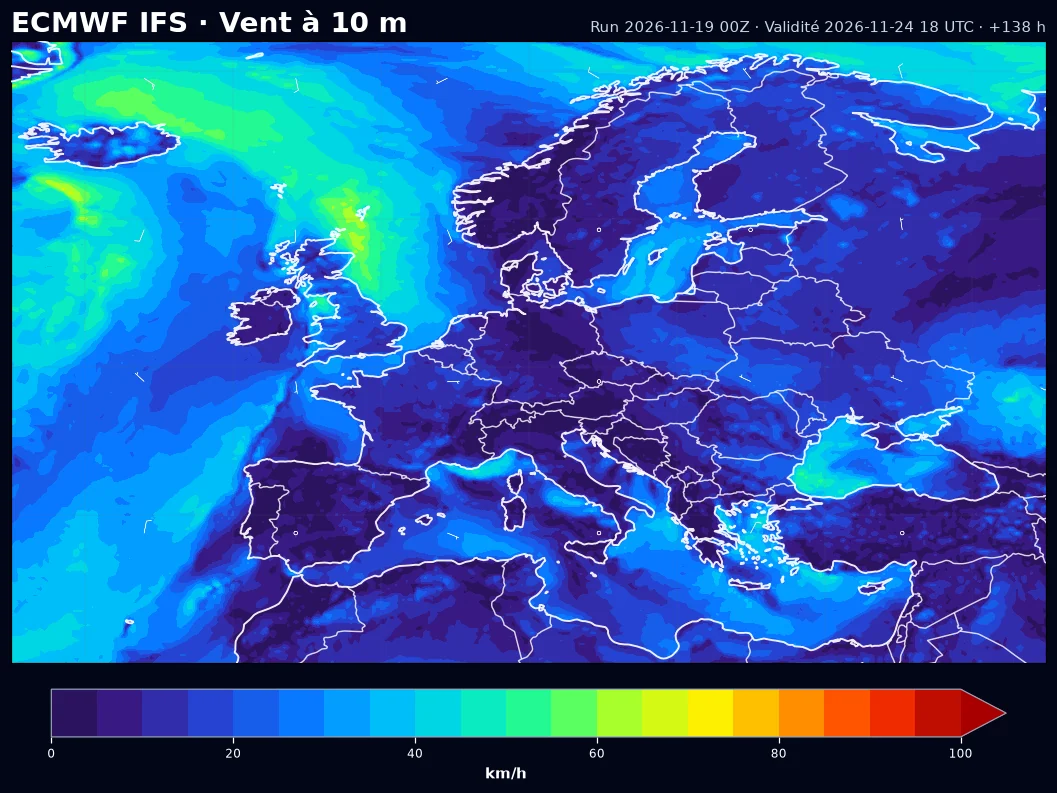 ECMWF IFS · Vent à 10 m
Run 2026-11-19 00Z · Validité 2026-11-24 18 UTC · +138 h
0 20 40 60 80 100
km/h